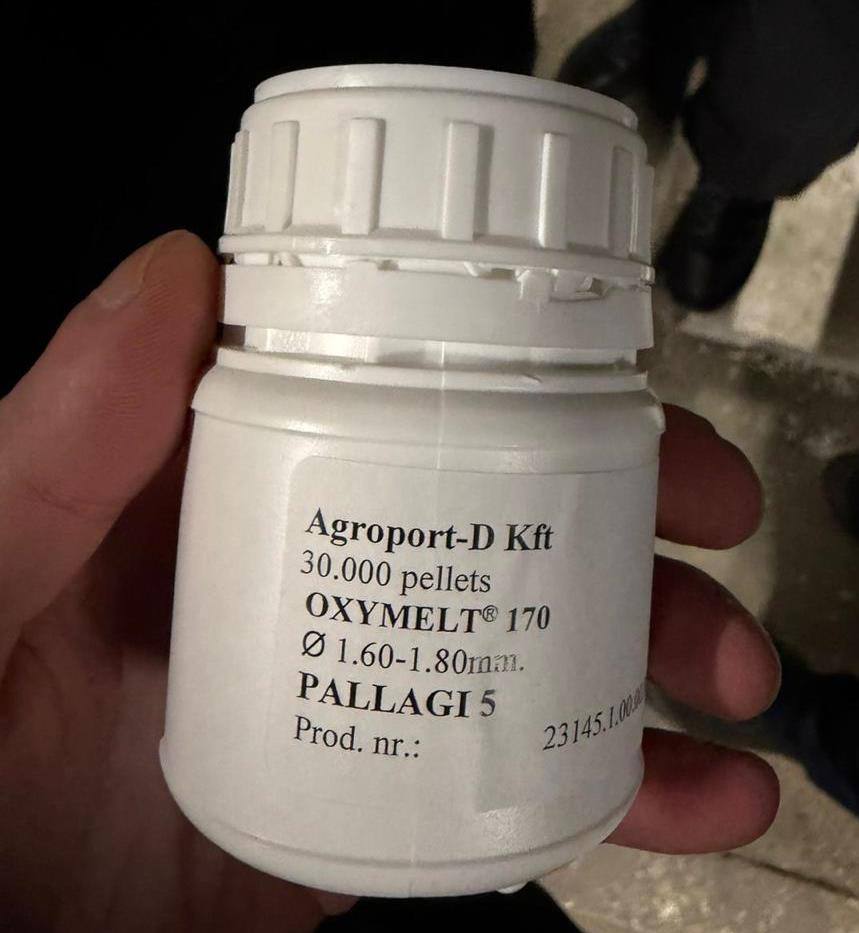 Agroport-D Kft
30.000 pellets
OXYMELT® 170
Ø 1.60-1.80mm.
PALLAGI 5
Prod. nr.: